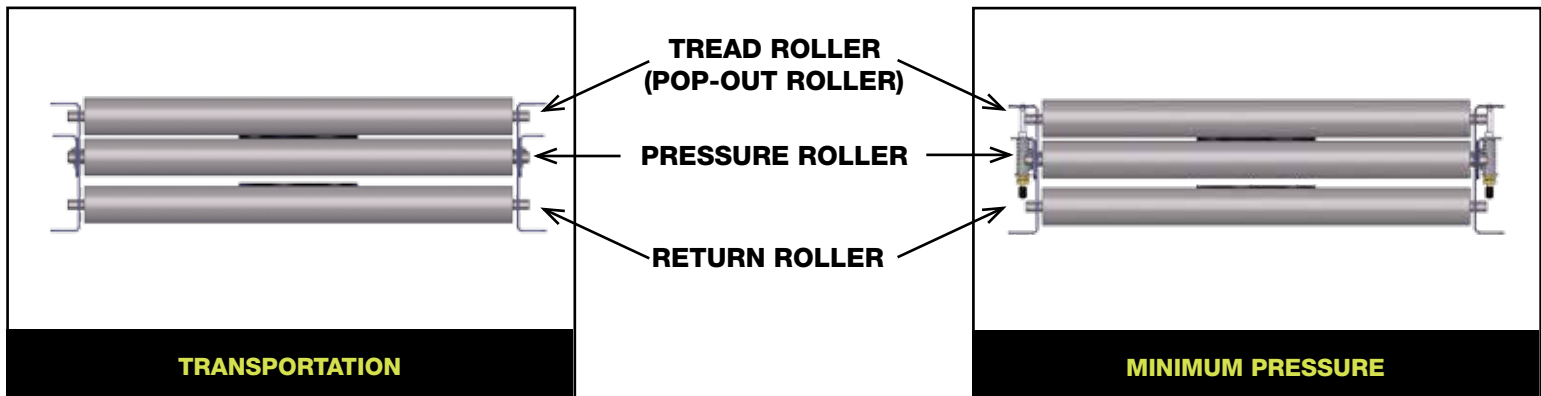 TREAD ROLLER
(POP-OUT ROLLER)
PRESSURE ROLLER
RETURN ROLLER
TRANSPORTATION
MINIMUM PRESSURE